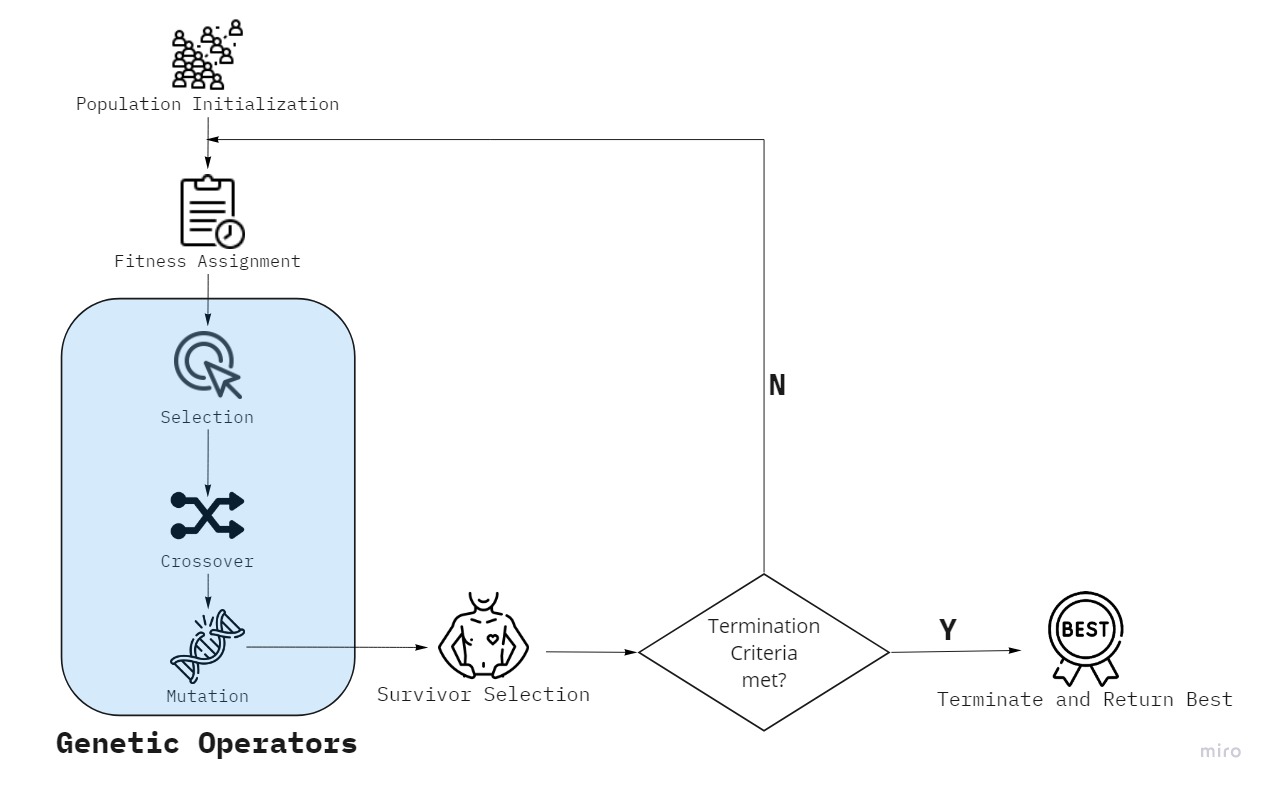 Population Initialization
Fitness Assignment
Selection
N
Crossover
Termination
Criteria
met?
Y
BEST
Mutation
Survivor Selection
Terminate and Return Best
Genetic Operators
miro